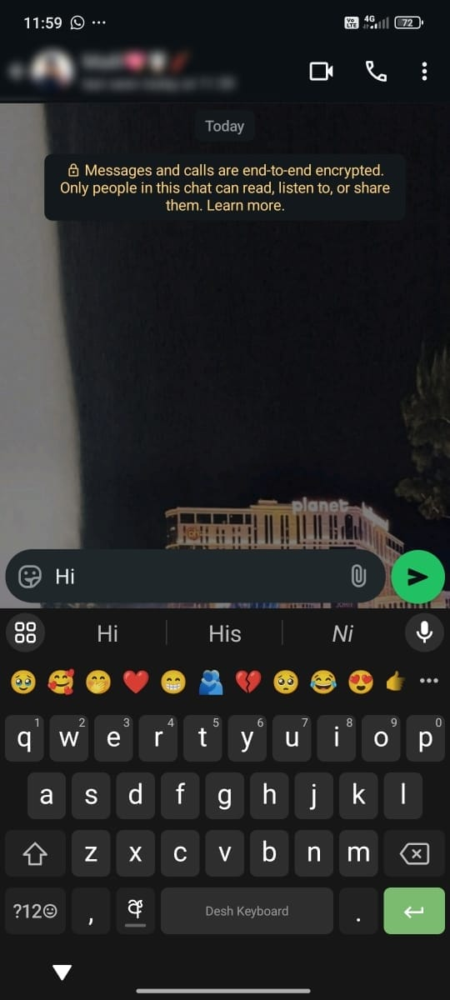 11:59
Vo LTE 4G 72
Today
Messages and calls are end-to-end encrypted.
Only people in this chat can read, listen to, or share
them. Learn more.
planet
Hi
Hi His Ni
q 1 w 2 e 3 r 4 t 5 y 6 u 7 i 8 o 9 p 0
a s d f g h j k l
z x c v b n m
?12☺ , Desh Keyboard .